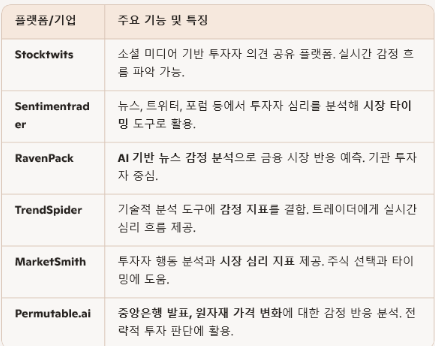 플랫폼/기업 주요 기능 및 특징
Stocktwits 소셜 미디어 기반 투자자 의견 공유 플랫폼. 실시간 감정 흐
름 파악 가능.
Sentimentrad 뉴스, 트위터, 포럼 등에서 투자자 심리를 분석해 시장 타이
er 밍 도구로 활용.
RavenPack AI 기반 뉴스 감정 분석으로 금융 시장 반응 예측. 기관 투자
자 중심.
TrendSpider 기술적 분석 도구에 감정 지표를 결합. 트레이더에게 실시간
심리 흐름 제공.
MarketSmith 투자자 행동 분석과 시장 심리 지표 제공. 주식 선택과 타이
밍에 도움.
Permutable.ai 중앙은행 발표, 원자재 가격 변화에 대한 감정 반응 분석. 전
략적 투자 판단에 활용.